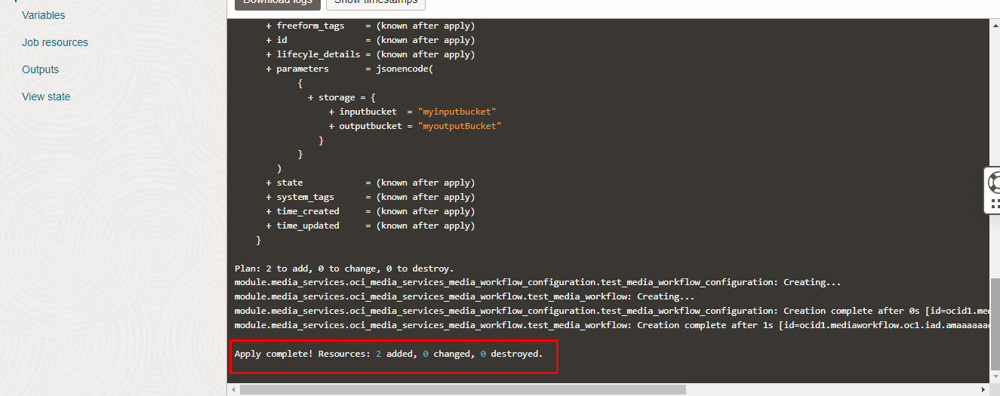 Variables
Job resources
Outputs
View state
Download logs
Show timestamps
+ freeform_tags    = (known after apply)
+ id               = (known after apply)
+ lifecyle_details = (known after apply)
+ parameters       = jsonencode(
{
+ storage = {
+ inputbucket  = "myinputbucket"
+ outputbucket = "myoutputBucket"
}
}
)
+ state            = (known after apply)
+ system_tags      = (known after apply)
+ time_created     = (known after apply)
+ time_updated     = (known after apply)
}
Plan: 2 to add, 0 to change, 0 to destroy.
module.media_services.oci_media_services_media_workflow_configuration.test_media_workflow_configuration: Creating...
module.media_services.oci_media_services_media_workflow.test_media_workflow: Creating...
module.media_services.oci_media_services_media_workflow_configuration.test_media_workflow_configuration: Creation complete after 0s [id=ocid1.med
module.media_services.oci_media_services_media_workflow.test_media_workflow: Creation complete after 1s [id=ocid1.mediaworkflow.oc1.iad.amaaaaaac
Apply complete! Resources: 2 added, 0 changed, 0 destroyed.